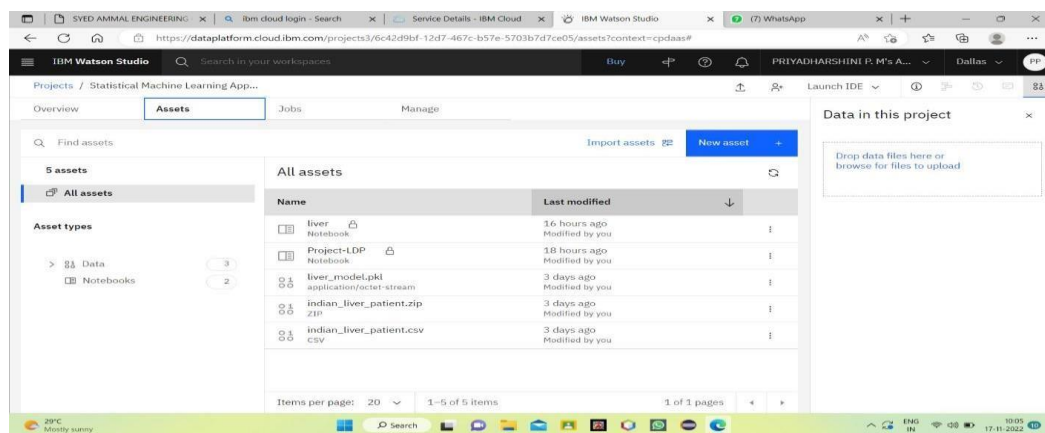 SYED AMMAL ENGINEERING -
ibm cloud login - Search
Service Details - IBM Cloud
IBM Watson Studio
(7) WhatsApp
https://dataplatform.cloud.ibm.com/projects3/6c42d9bf-12d7-467c-b57e-5703b7d7ce05/assets?context=cpdaas#
IBM Watson Studio
Search in your workspaces
Buy
PRIYADHARSHINI P. M's A...
Dallas
PP
Projects / Statistical Machine Learning App...
Launch IDE
Overview
Assets
Jobs
Manage
Data in this project
Find assets
Import assets
New asset +
Drop data files here or
browse for files to upload
5 assets
All assets
All assets
Name
Last modified
Asset types
Data 3
Notebooks 2
liver
Notebook
16 hours ago
Modified by you
Project-LDP
Notebook
18 hours ago
Modified by you
liver_model.pkl
application/octet-stream
3 days ago
Modified by you
indian_liver_patient.zip
ZIP
3 days ago
Modified by you
indian_liver_patient.csv
CSV
3 days ago
Modified by you
Items per page: 20
1–5 of 5 items
1 of 1 pages
29°C
Mostly sunny
Search
ENG
IN
10:05
17-11-2022
10